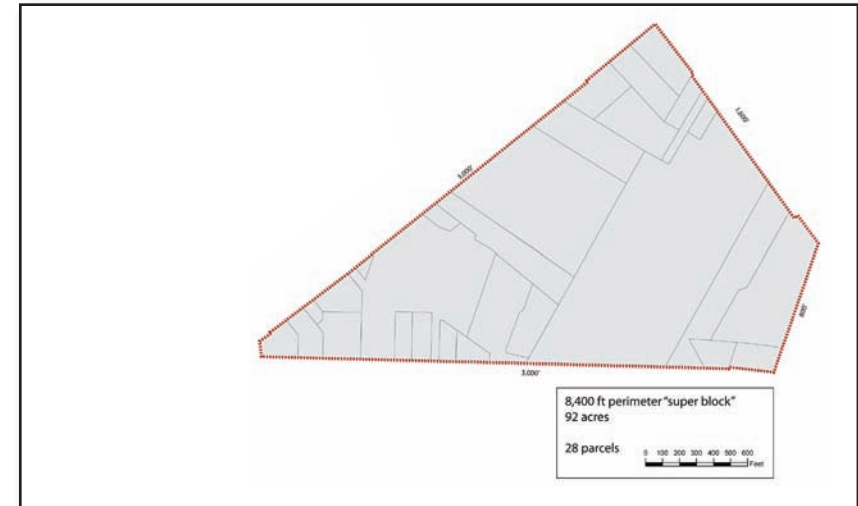 1,600'
3,000'
800'
3,000'
8,400 ft perimeter "super block"
92 acres
28 parcels
0 100 200 300 400 500 600
Feet